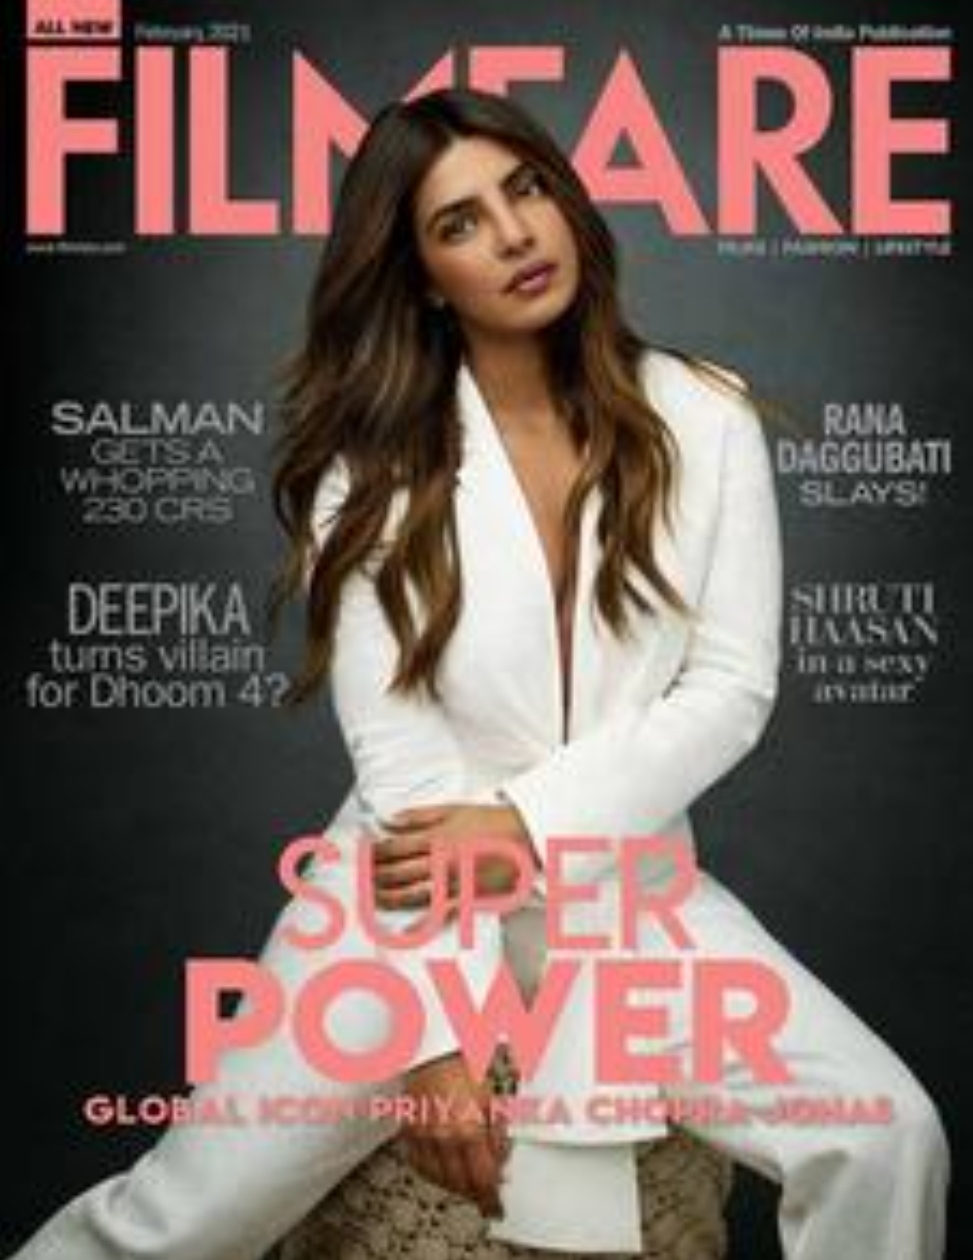 ALL NEW
February 2021
A Times Of India Publication
FILMFARE
FILMS | FASHION | LIFESTYLE
SALMAN
GETS A
WHOPPING
230 CRS
RANA
DAGGUBATI
SLAYS!
DEEPIKA
turns villain
for Dhoom 4?
SHRUTI
HAASAN
in a sexy
avatar
SUPER
POWER
GLOBAL ICON PRIYANKA CHOPRA JONAS